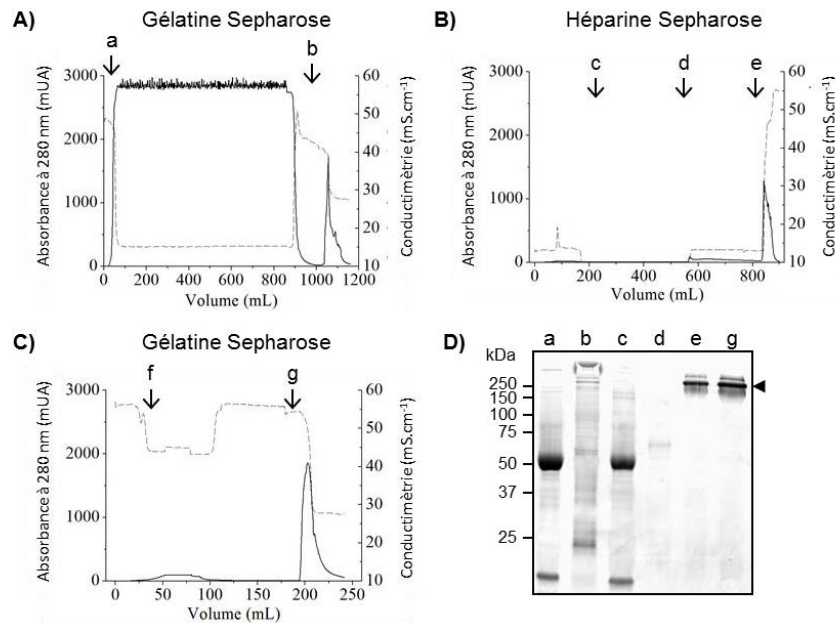 A) Gélatine Sepharose
a
b
3000
2000
1000
0
60
50
40
30
20
10
0 200 400 600 800 1000 1200
Absorbance à 280 nm (mUA)
Conductimètrie (mS.cm⁻¹)
Volume (mL)
B) Héparine Sepharose
c
d
e
3000
2000
1000
0
60
50
40
30
20
10
0 200 400 600 800
Absorbance à 280 nm (mUA)
Conductimètrie (mS.cm⁻¹)
Volume (mL)
C) Gélatine Sepharose
f
g
3000
2000
1000
0
60
50
40
30
20
10
0 50 100 150 200 250
Absorbance à 280 nm (mUA)
Conductimètrie (mS.cm⁻¹)
Volume (mL)
D) a b c d e g
kDa
250
150
100
75
50
37
25